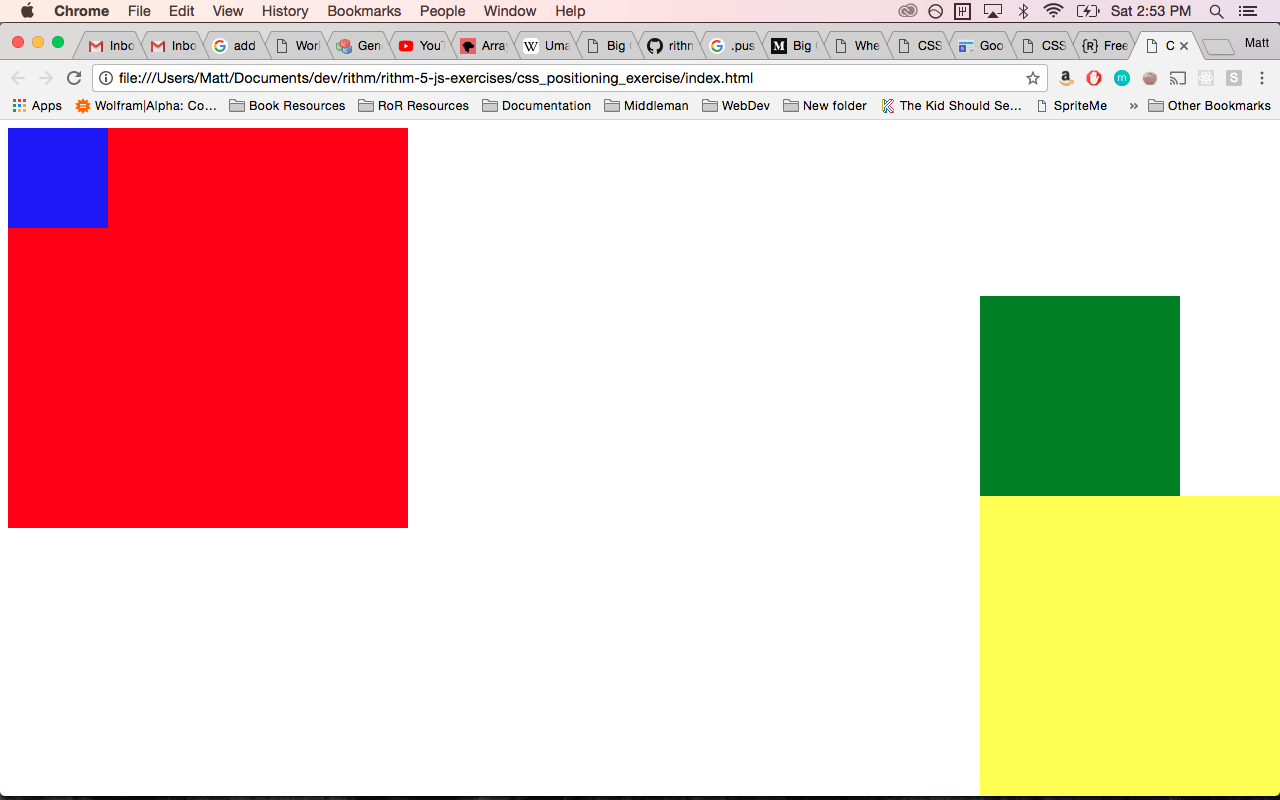 Chrome File Edit View History Bookmarks People Window Help Sat 2:53 PM
Inbo Inbo add Wor Gen YouT Array Uma Big rithn .pus Big Whe CSS Goo CSS {R} Free C Matt
file:///Users/Matt/Documents/dev/rithm/rithm-5-js-exercises/css_positioning_exercise/index.html
Apps Wolfram|Alpha: Co... Book Resources RoR Resources Documentation Middleman WebDev New folder The Kid Should Se... SpriteMe » Other Bookmarks